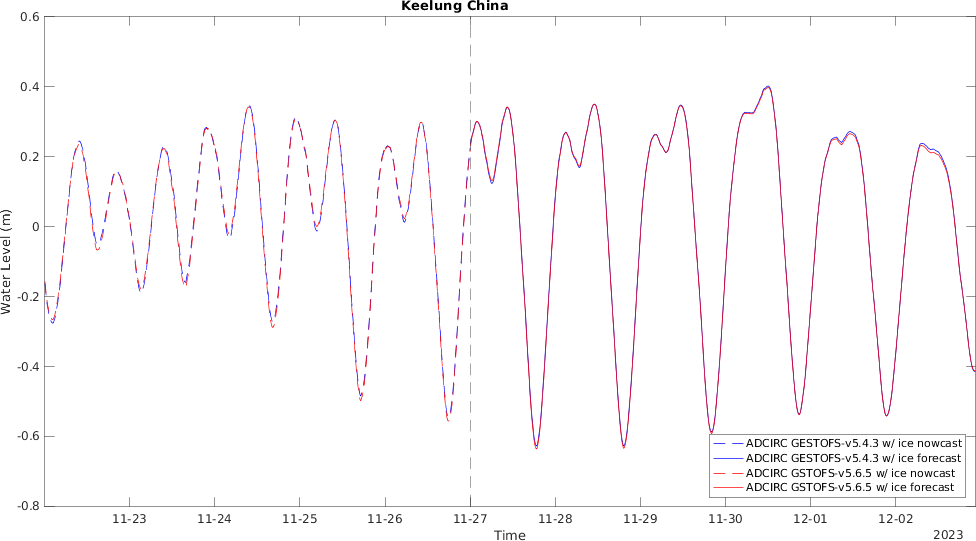 Keelung China
0.6
0.4
0.2
0
-0.2
-0.4
-0.6
-0.8
Water Level (m)
11-23
11-24
11-25
11-26
11-27
11-28
11-29
11-30
12-01
12-02
Time
2023
ADCIRC GESTOFS-v5.4.3 w/ ice nowcast
ADCIRC GESTOFS-v5.4.3 w/ ice forecast
ADCIRC GSTOFS-v5.6.5 w/ ice nowcast
ADCIRC GSTOFS-v5.6.5 w/ ice forecast